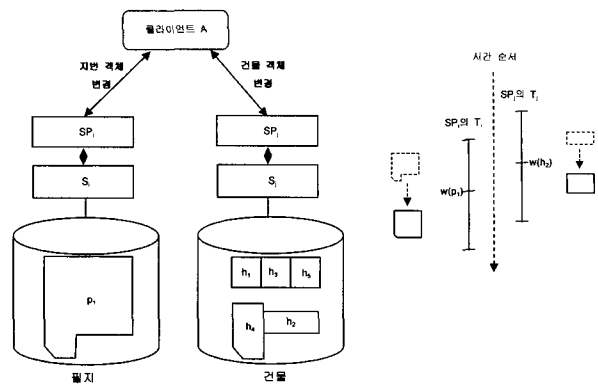 클라이언트 A
지반 객체
변경
건물 객체
변경
SPi
SPj
Si
Sj
p1
h1 h3 h5
h4 h2
필지
건물
시간 순서
SPj의 Tj
SPi의 Ti
w(h2)
w(p1)